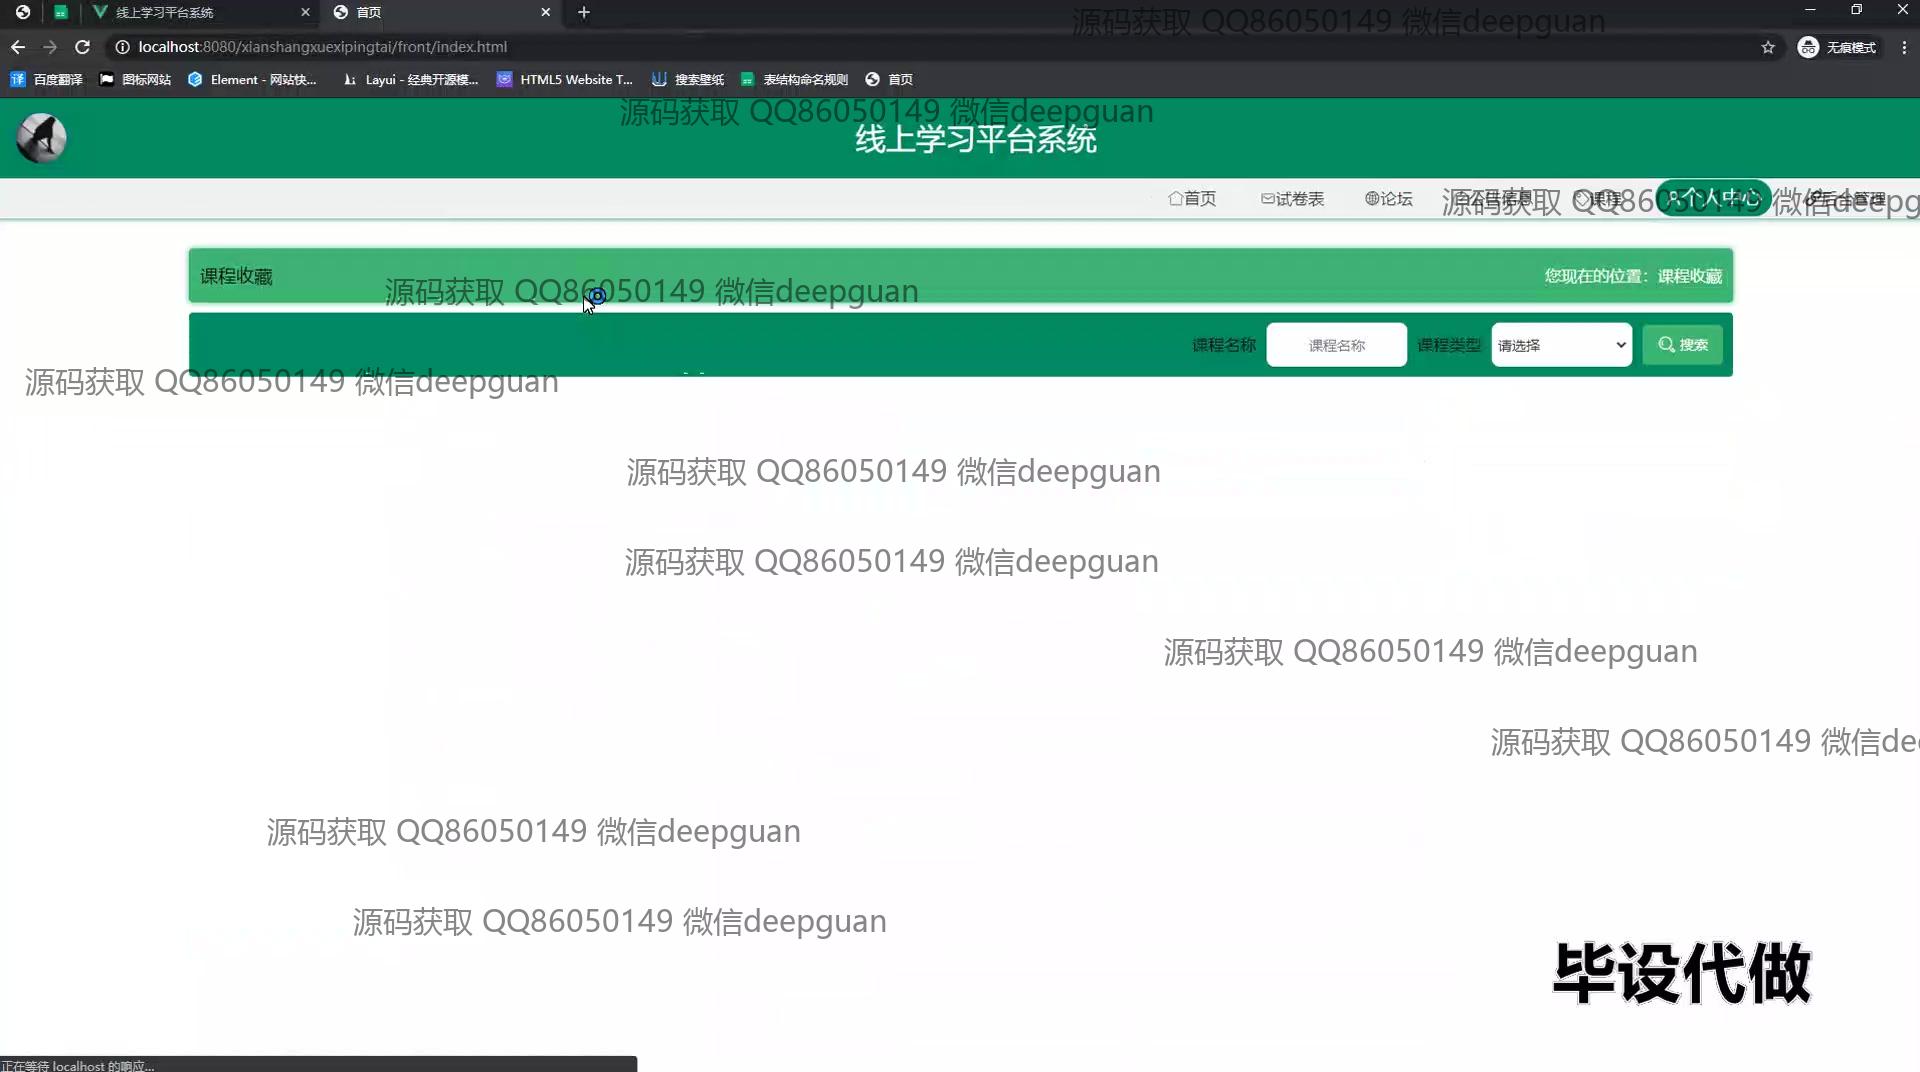 线上学习平台系统
首页
源码获取 QQ86050149 微信deepguan
localhost:8080/xianshangxuexipingtai/front/index.html
无痕模式
百度翻译
图标网站
Element - 网站快...
Layui - 经典开源模...
HTML5 Website T...
搜索壁纸
表结构命名规则
首页
源码获取 QQ86050149 微信deepguan
线上学习平台系统
首页
试卷表
论坛
公告信息
课程
个人中心
后台管理
源码获取 QQ86050149 微信deepg
课程收藏
您现在的位置：课程收藏
源码获取 QQ86050149 微信deepguan
课程名称
课程名称
课程类型
请选择
搜索
源码获取 QQ86050149 微信deepguan
源码获取 QQ86050149 微信deepguan
源码获取 QQ86050149 微信deepguan
源码获取 QQ86050149 微信deepguan
源码获取 QQ86050149 微信de
源码获取 QQ86050149 微信deepguan
源码获取 QQ86050149 微信deepguan
毕设代做
正在等待 localhost 的响应...